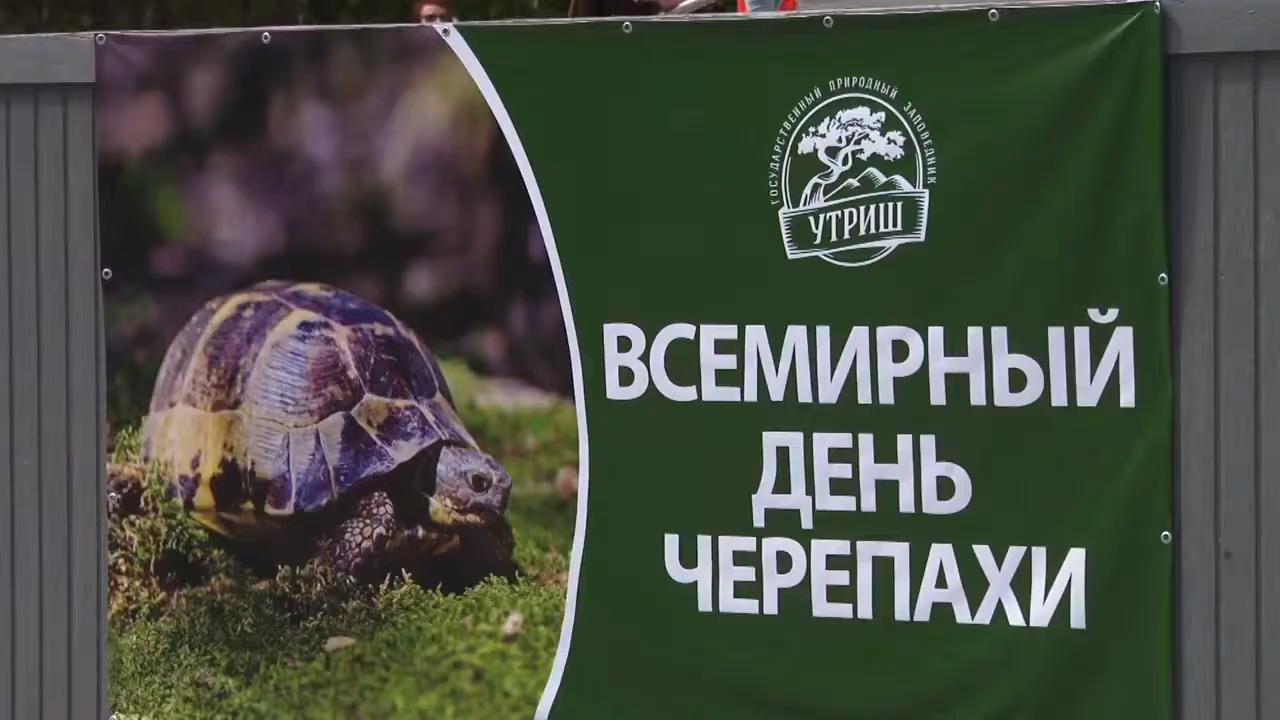 ГОСУДАРСТВЕННЫЙ ПРИРОДНЫЙ ЗАПОВЕДНИК
УТРИШ
ВСЕМИРНЫЙ
ДЕНЬ
ЧЕРЕПАХИ